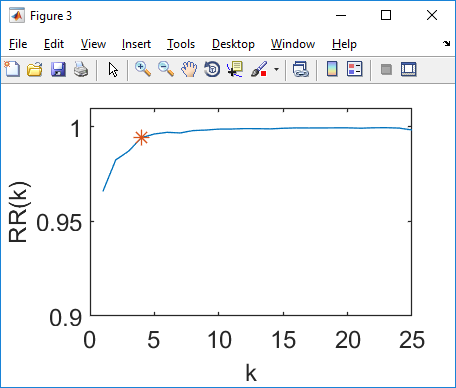 Figure 3
File Edit View Insert Tools Desktop Window Help
1
0.95
0.9
RR(k)
0 5 10 15 20 25
k